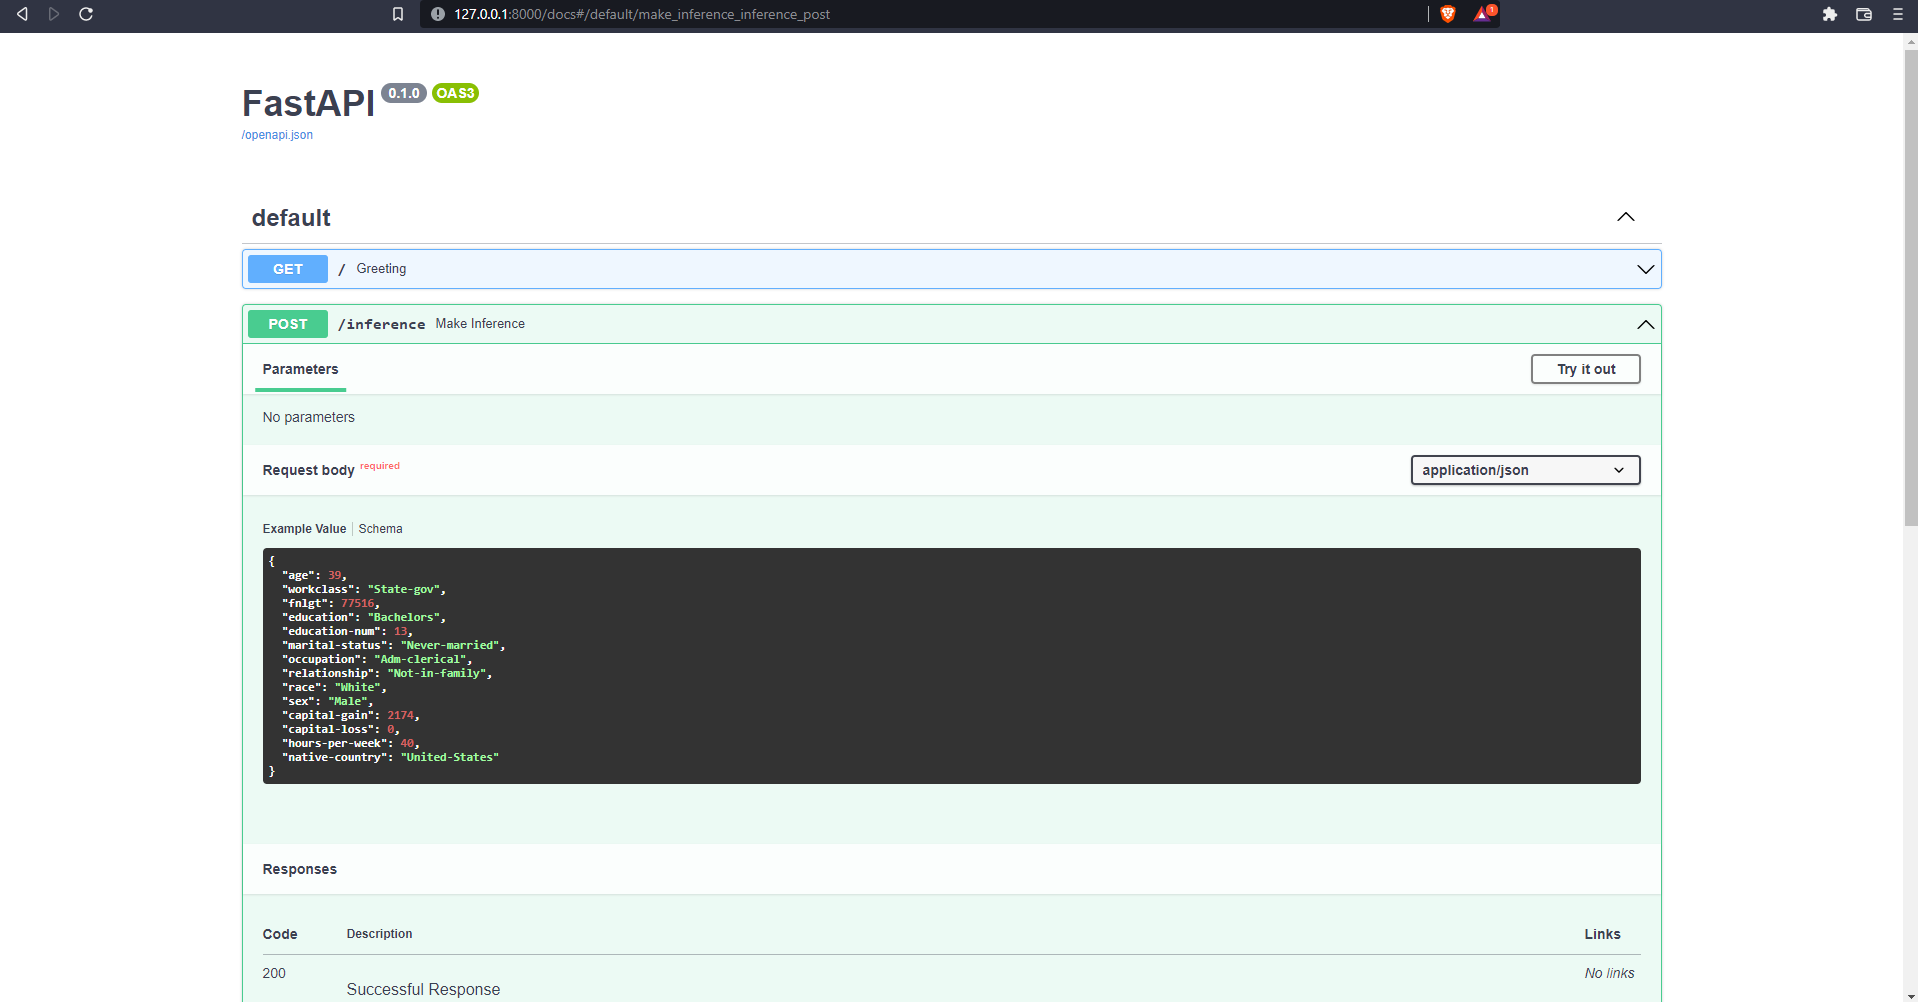 127.0.0.1:8000/docs#/default/make_inference_inference_post
1
FastAPI 0.1.0 OAS3
/openapi.json
default
GET / Greeting
POST /inference Make Inference
Parameters Try it out
No parameters
Request body required application/json
Example Value Schema
{
"age": 39,
"workclass": "State-gov",
"fnlgt": 77516,
"education": "Bachelors",
"education-num": 13,
"marital-status": "Never-married",
"occupation": "Adm-clerical",
"relationship": "Not-in-family",
"race": "White",
"sex": "Male",
"capital-gain": 2174,
"capital-loss": 0,
"hours-per-week": 40,
"native-country": "United-States"
}
Responses
Code Description Links
200 No links
Successful Response